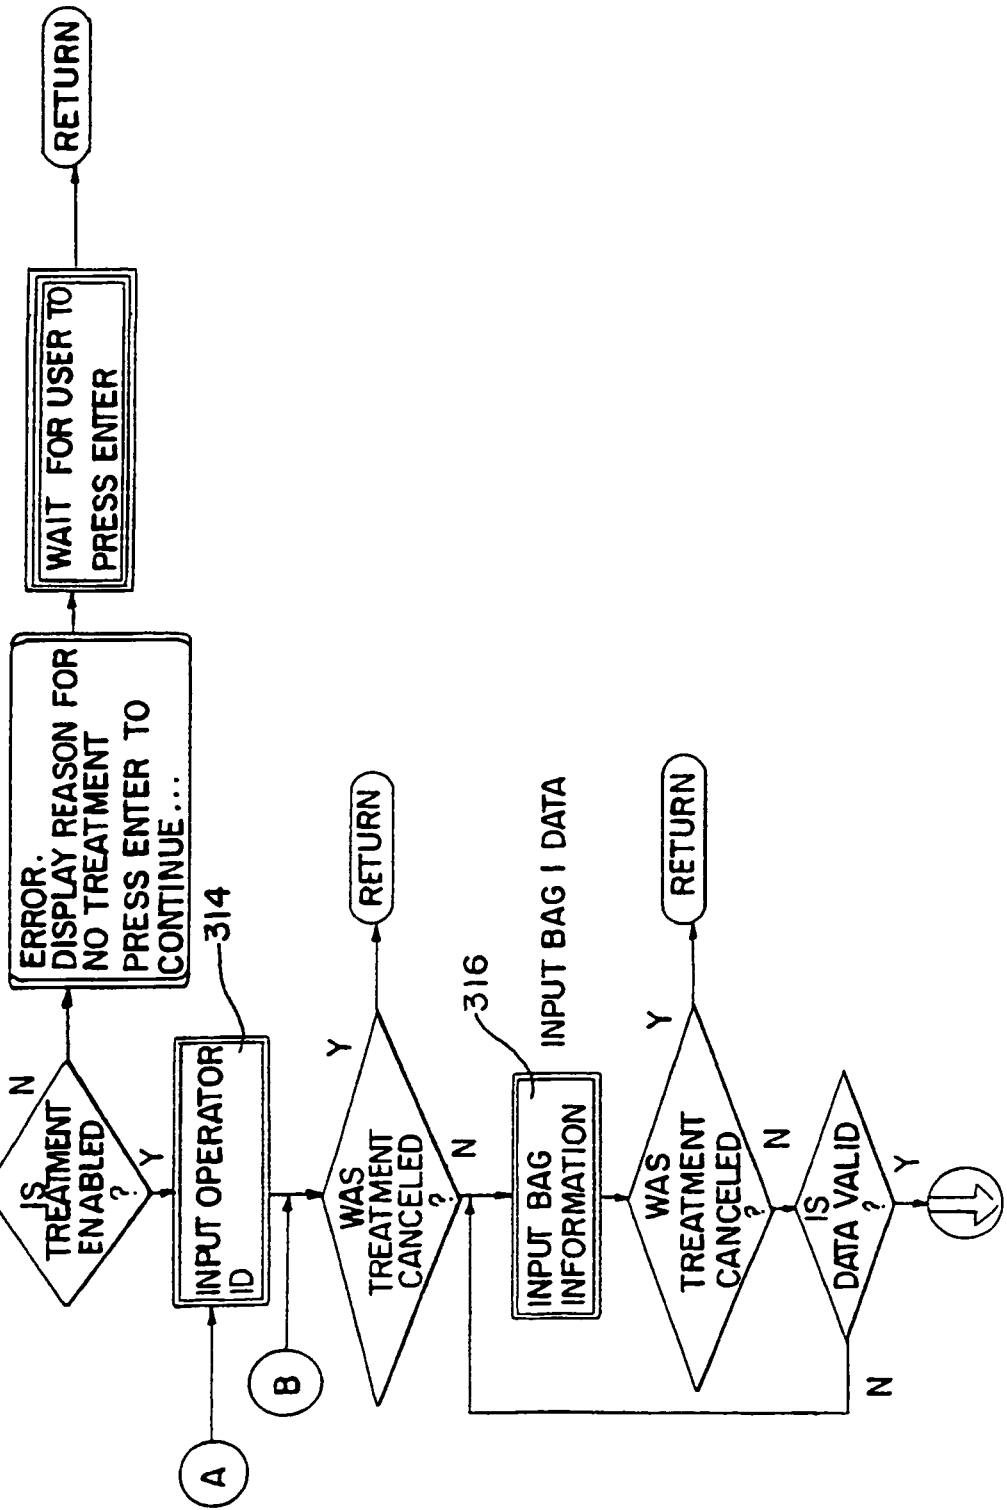 IS
TREATMENT
ENABLED
?
N
Y
ERROR.
DISPLAY REASON FOR
NO TREATMENT
PRESS ENTER TO
CONTINUE...
WAIT FOR USER TO
PRESS ENTER
RETURN
A
INPUT OPERATOR
ID
314
B
WAS
TREATMENT
CANCELED
?
Y
RETURN
N
INPUT BAG
INFORMATION
316
INPUT BAG 1 DATA
WAS
TREATMENT
CANCELED
?
Y
RETURN
N
IS
DATA VALID
?
N
Y